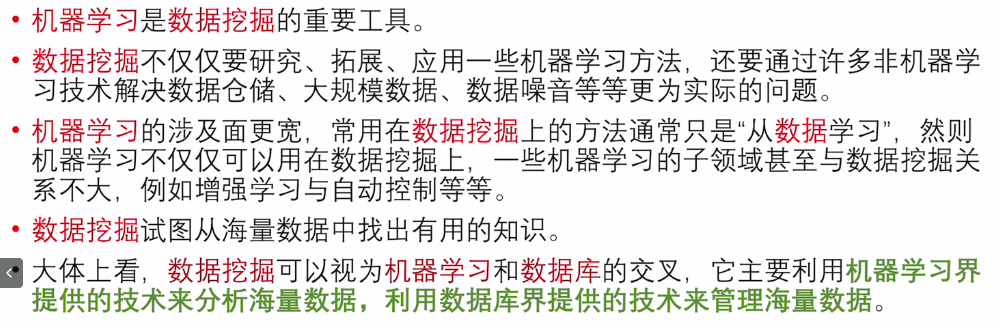 • 机器学习是数据挖掘的重要工具。
• 数据挖掘不仅仅要研究、拓展、应用一些机器学习方法，还要通过许多非机器学
习技术解决数据仓储、大规模数据、数据噪音等等更为实际的问题。
• 机器学习的涉及面更宽，常用在数据挖掘上的方法通常只是“从数据学习”，然则
机器学习不仅仅可以用在数据挖掘上，一些机器学习的子领域甚至与数据挖掘关
系不大，例如增强学习与自动控制等等。
• 数据挖掘试图从海量数据中找出有用的知识。
• 大体上看，数据挖掘可以视为机器学习和数据库的交叉，它主要利用机器学习界
提供的技术来分析海量数据，利用数据库界提供的技术来管理海量数据。